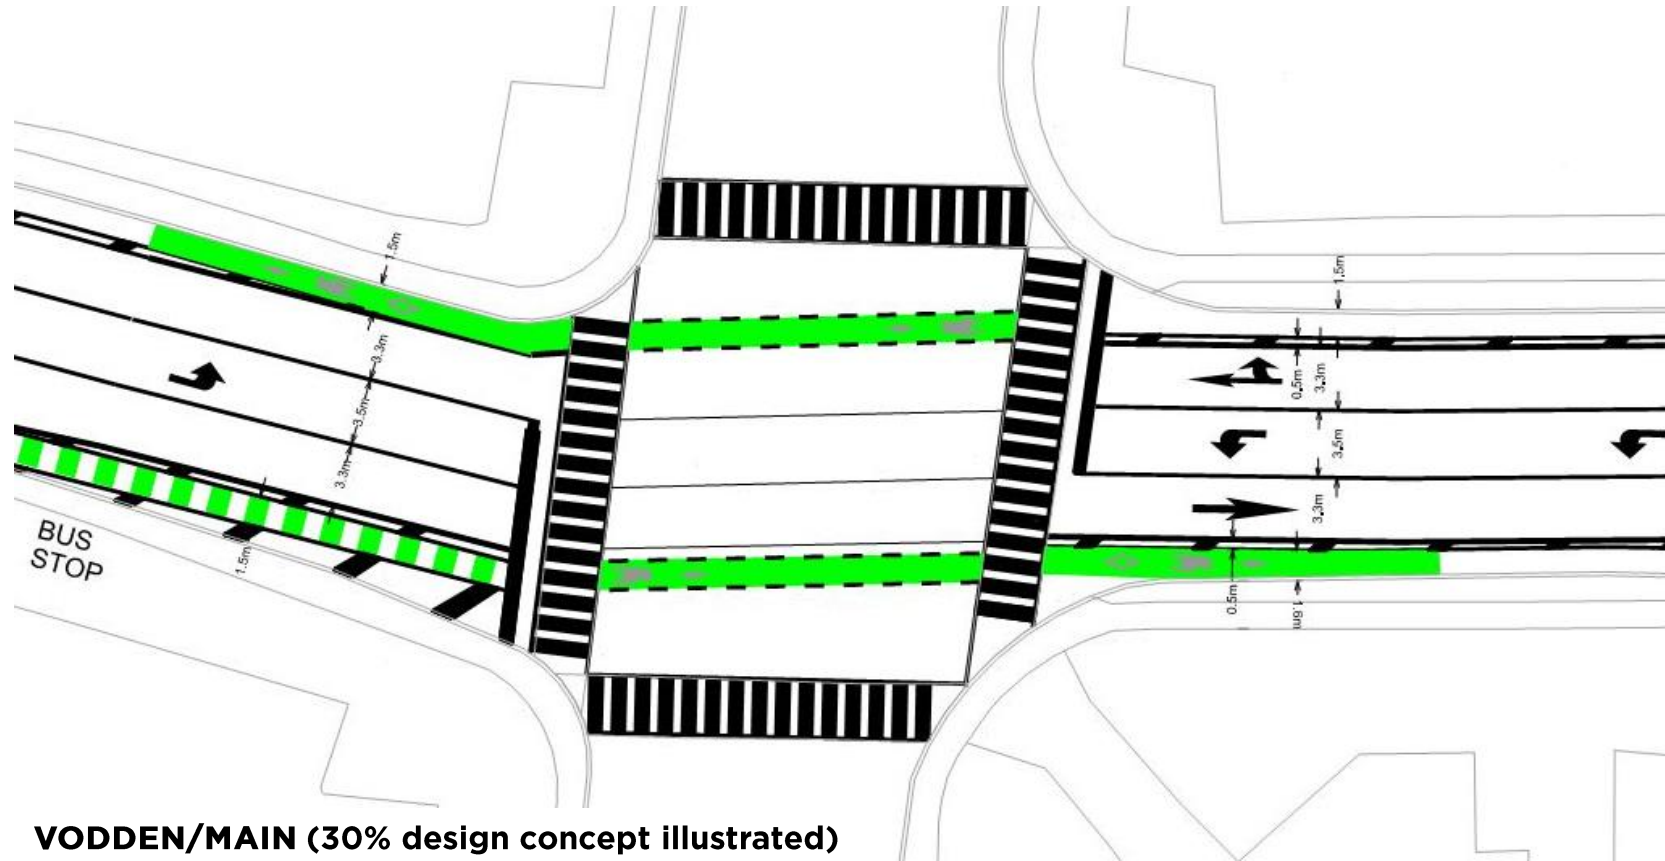 1.5m
3.3m
3.5m
3.3m
1.5m
BUS
STOP
1.5m
0.5m
3.3m
3.5m
3.3m
0.5m
1.6m
VODDEN/MAIN (30% design concept illustrated)